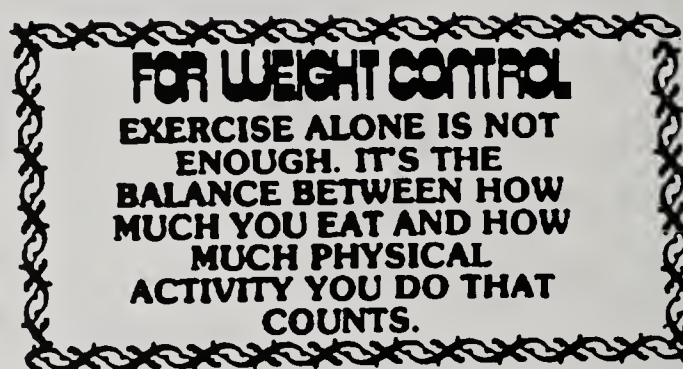 FOR WEIGHT CONTROL
EXERCISE ALONE IS NOT
ENOUGH. IT'S THE
BALANCE BETWEEN HOW
MUCH YOU EAT AND HOW
MUCH PHYSICAL
ACTIVITY YOU DO THAT
COUNTS.